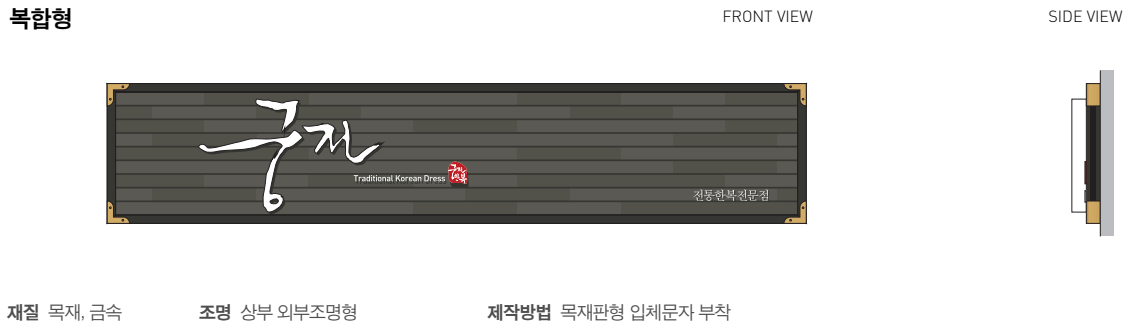 복합형
FRONT VIEW
SIDE VIEW
궁전
Traditional Korean Dress
전통한복전문점
재질 목재, 금속
조명 상부 외부조명형
제작방법 목재판형 입체문자 부착